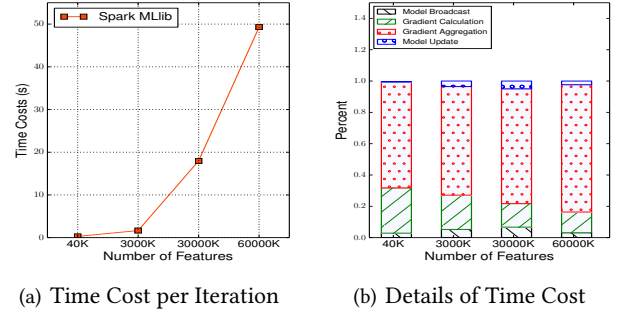 Spark MLlib
Time Costs (s)
60
50
40
30
20
10
0
40K 3000K 30000K 60000K
Number of Features
(a) Time Cost per Iteration
Model Broadcast
Gradient Calculation
Gradient Aggregation
Model Update
Percent
1.4
1.2
1.0
0.8
0.6
0.4
0.2
0.0
40K 3000K 30000K 60000K
Number of Features
(b) Details of Time Cost